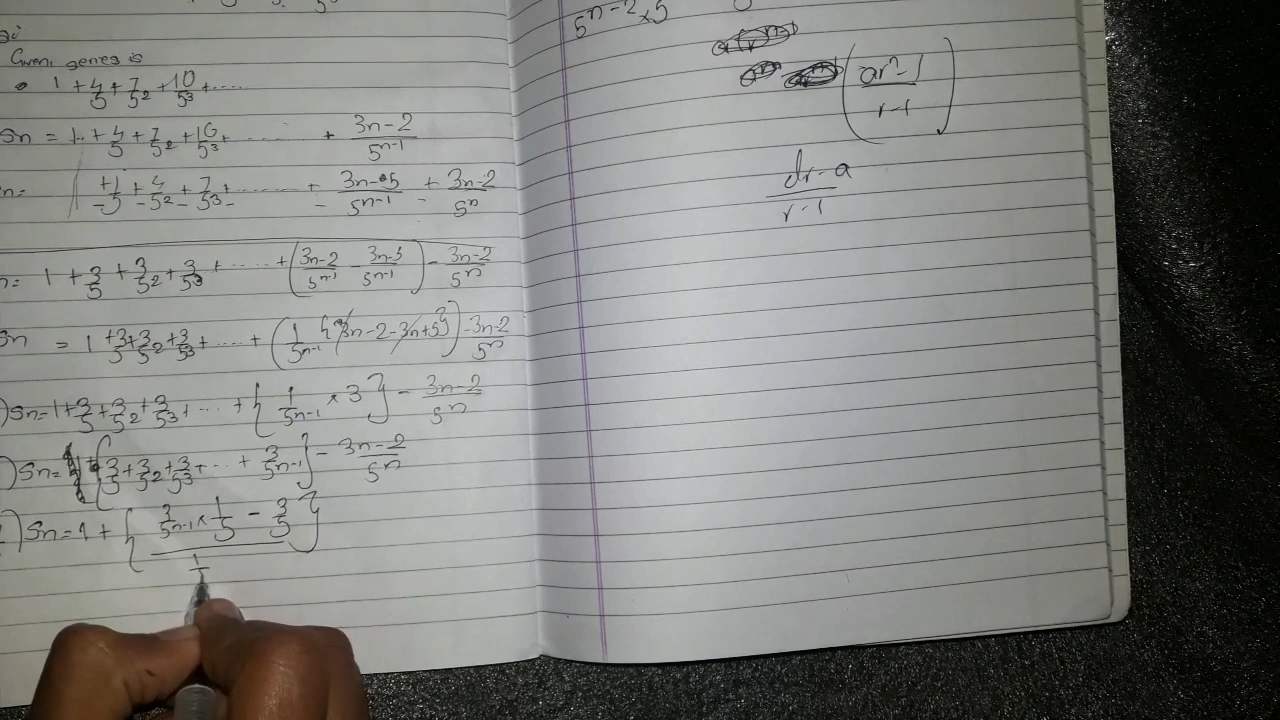 Given series is
1 + 4/5 + 7/5² + 10/5³ + ....
Sn = 1 + 4/5 + 7/5² + 10/5³ + ........ + 3n-2/5ⁿ⁻¹
n = 1/5 + 4/5² + 7/5³ + ........ + 3n-5/5ⁿ⁻¹ + 3n-2/5ⁿ
n = 1 + 3/5 + 3/5² + 3/5³ + ..... + (3n-2/5ⁿ⁻¹ 3n-5/5ⁿ⁻¹) - 3n-2/5ⁿ
Sn = 1 + 3/5 + 3/5² + 3/5³ + .... + (1/5ⁿ⁻¹ {3n-2-3n+5}) - 3n-2/5ⁿ
) Sn = 1 + 3/5 + 3/5² + 3/5³ + ... + {1/5ⁿ⁻¹ × 3} - 3n-2/5ⁿ
) Sn = 1 + {3/5 + 3/5² + 3/5³ + ... + 3/5ⁿ⁻¹} - 3n-2/5ⁿ
) Sn = 1 + {3/5ⁿ⁻¹ × 1/5 - 3/5}
1
5ⁿ⁻² × 5
(arⁿ-1/r-1)
lr-a/r-1